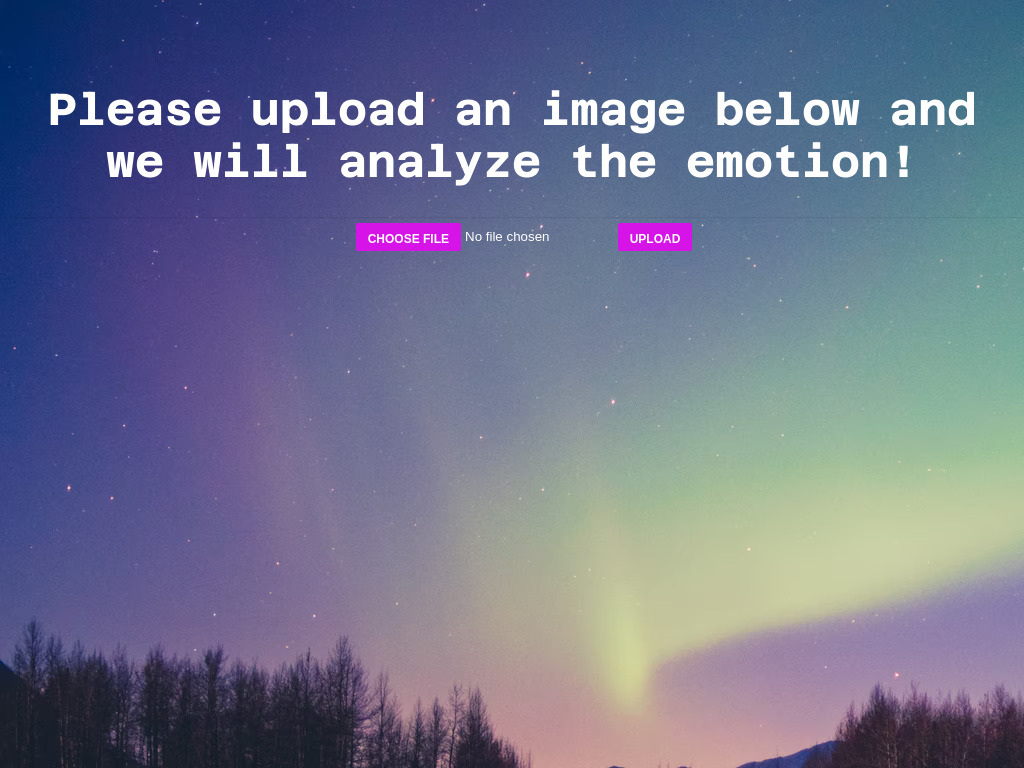 Please upload an image below and
we will analyze the emotion!
CHOOSE FILE No file chosen UPLOAD